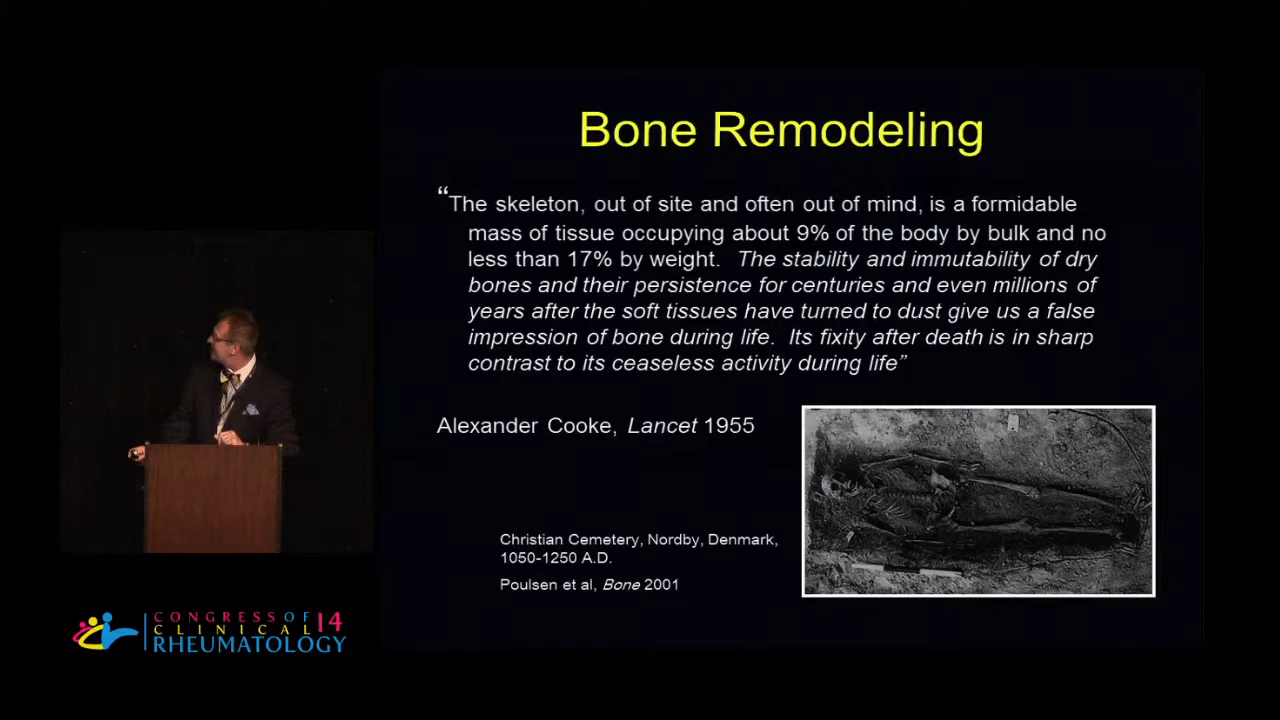 Bone Remodeling
“The skeleton, out of site and often out of mind, is a formidable
mass of tissue occupying about 9% of the body by bulk and no
less than 17% by weight. The stability and immutability of dry
bones and their persistence for centuries and even millions of
years after the soft tissues have turned to dust give us a false
impression of bone during life. Its fixity after death is in sharp
contrast to its ceaseless activity during life”
Alexander Cooke, Lancet 1955
Christian Cemetery, Nordby, Denmark,
1050-1250 A.D.
Poulsen et al, Bone 2001
CONGRESS OF 14
CLINICAL
RHEUMATOLOGY